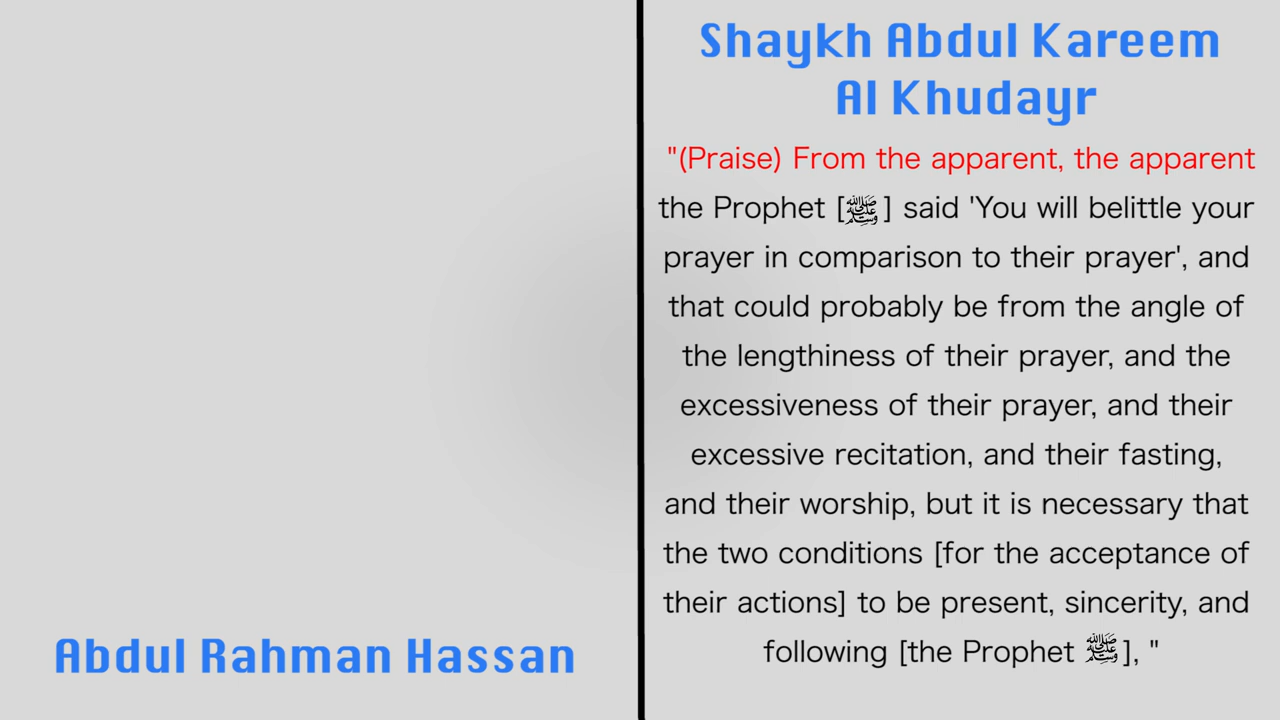 Shaykh Abdul Kareem
Al Khudayr
"(Praise) From the apparent, the apparent
the Prophet [ﷺ] said 'You will belittle your
prayer in comparison to their prayer', and
that could probably be from the angle of
the lengthiness of their prayer, and the
excessiveness of their prayer, and their
excessive recitation, and their fasting,
and their worship, but it is necessary that
the two conditions [for the acceptance of
their actions] to be present, sincerity, and
following [the Prophet ﷺ], "
Abdul Rahman Hassan